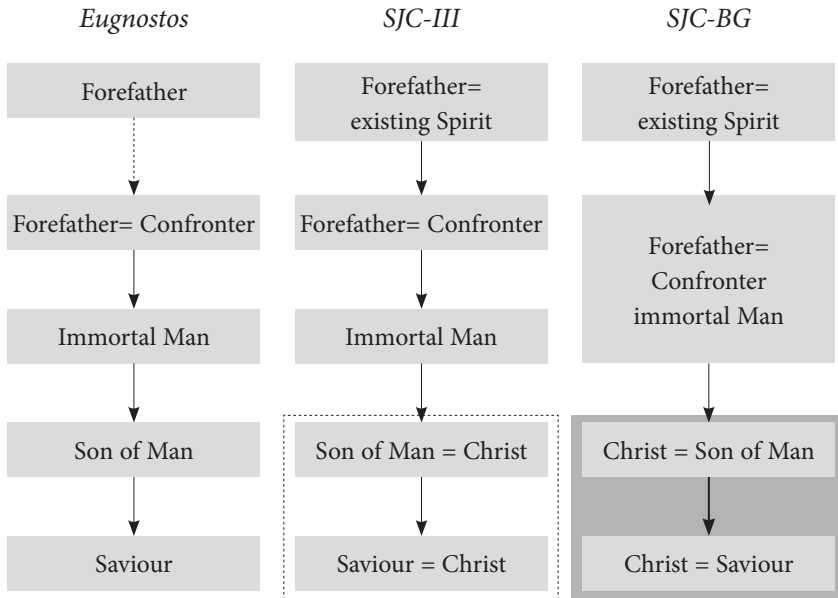 Eugnostos
SJC-III
SJC-BG
Forefather
Forefather=
existing Spirit
Forefather=
existing Spirit
Forefather= Confronter
Forefather= Confronter
Forefather=
Confronter
immortal Man
Immortal Man
Immortal Man
Son of Man
Son of Man = Christ
Christ = Son of Man
Saviour
Saviour = Christ
Christ = Saviour